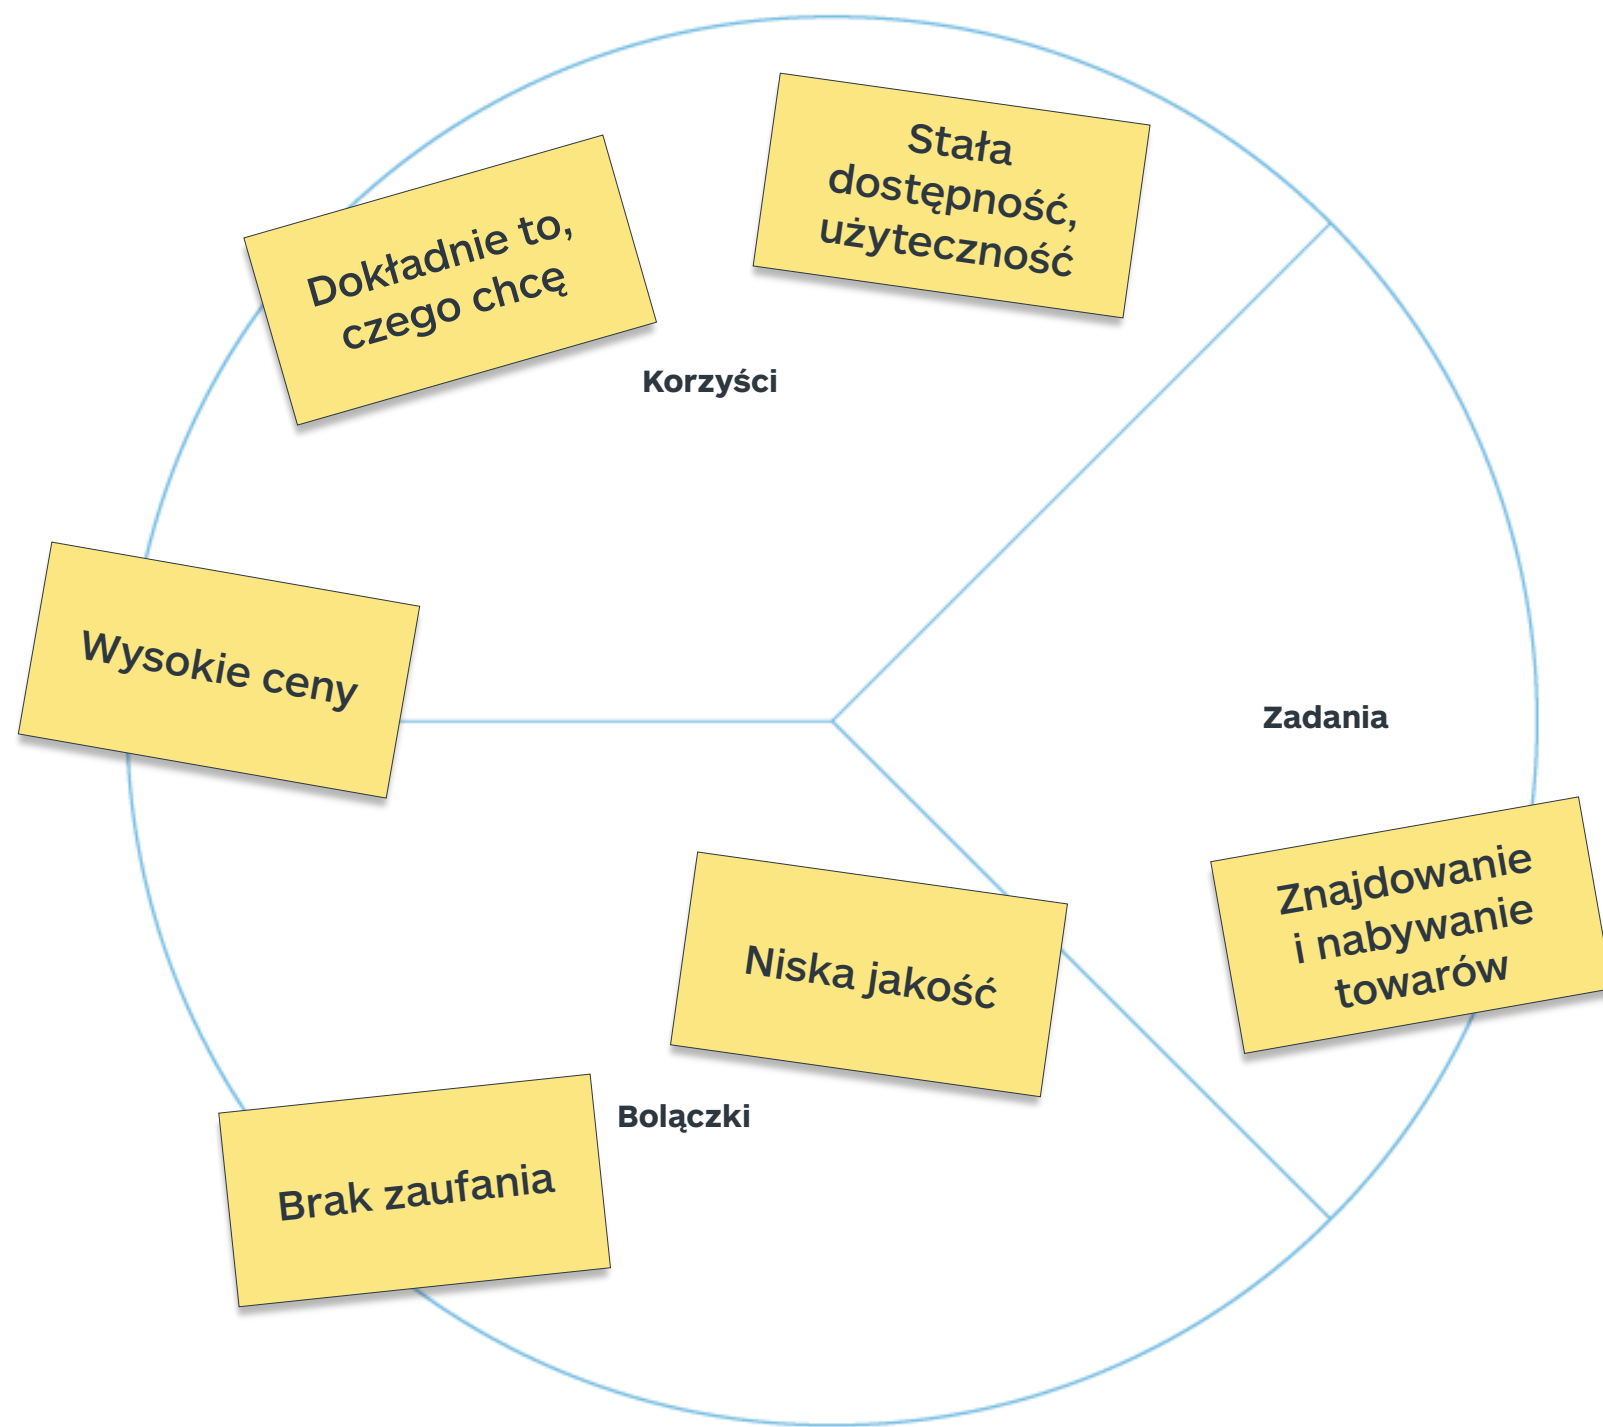 Stała
dostępność,
użyteczność
Dokładnie to,
czego chcę
Korzyści
Wysokie ceny
Zadania
Znajdowanie
i nabywanie
towarów
Niska jakość
Bolączki
Brak zaufania